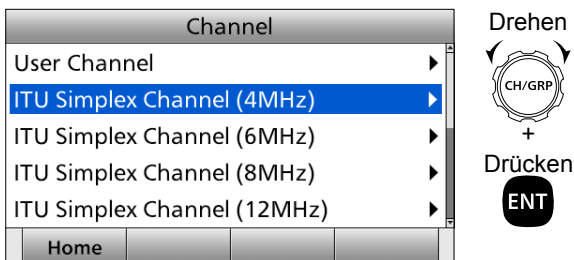 Channel
User Channel
ITU Simplex Channel (4MHz)
ITU Simplex Channel (6MHz)
ITU Simplex Channel (8MHz)
ITU Simplex Channel (12MHz)
Home
Drehen
CH/GRP
+
Drücken
ENT